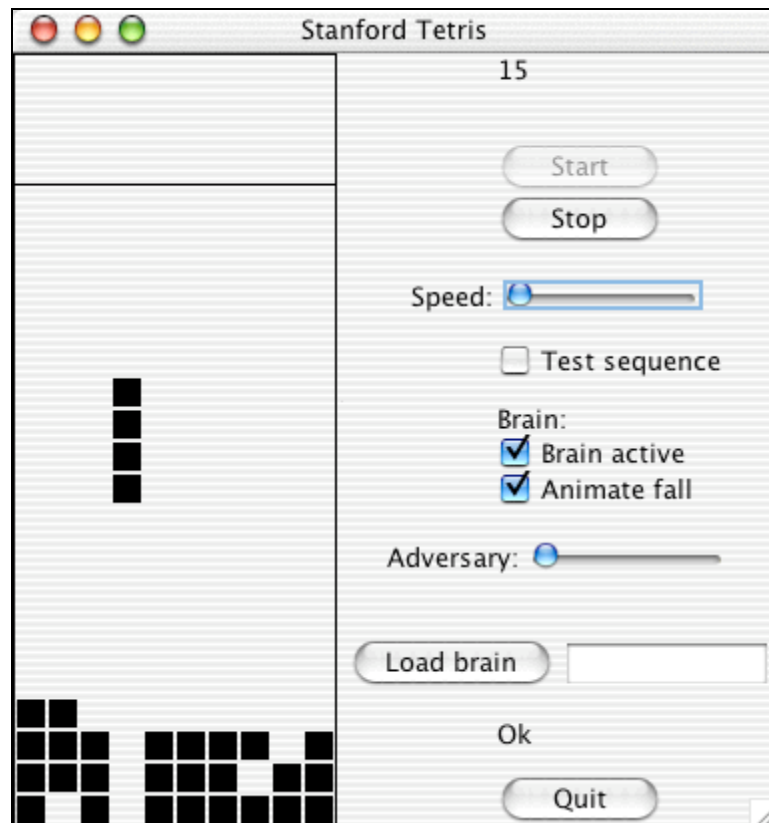 Stanford Tetris
15
Start
Stop
Speed:
Test sequence
Brain:
Brain active
Animate fall
Adversary:
Load brain
Ok
Quit